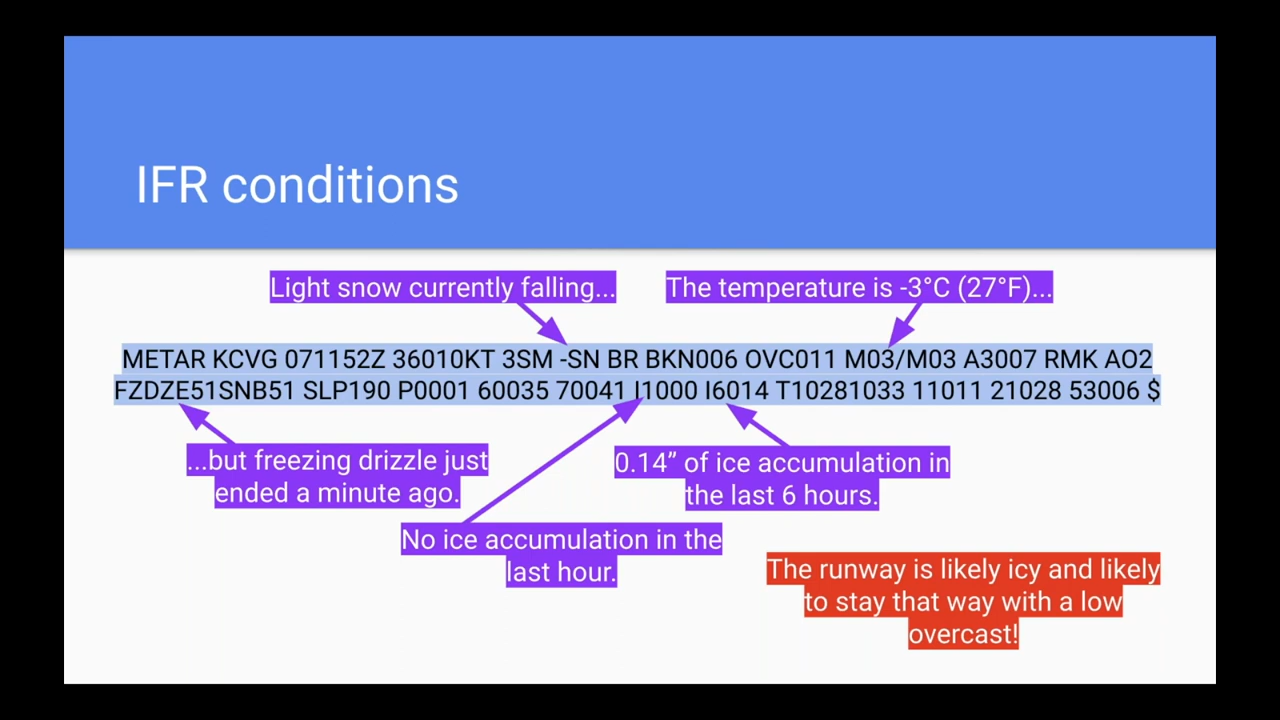 IFR conditions
Light snow currently falling...
The temperature is -3°C (27°F)...
METAR KCVG 071152Z 36010KT 3SM -SN BR BKN006 OVC011 M03/M03 A3007 RMK AO2
FZDZE51SNB51 SLP190 P0001 60035 70041 I1000 I6014 T10281033 11011 21028 53006 $
...but freezing drizzle just
ended a minute ago.
0.14” of ice accumulation in
the last 6 hours.
No ice accumulation in the
last hour.
The runway is likely icy and likely
to stay that way with a low
overcast!